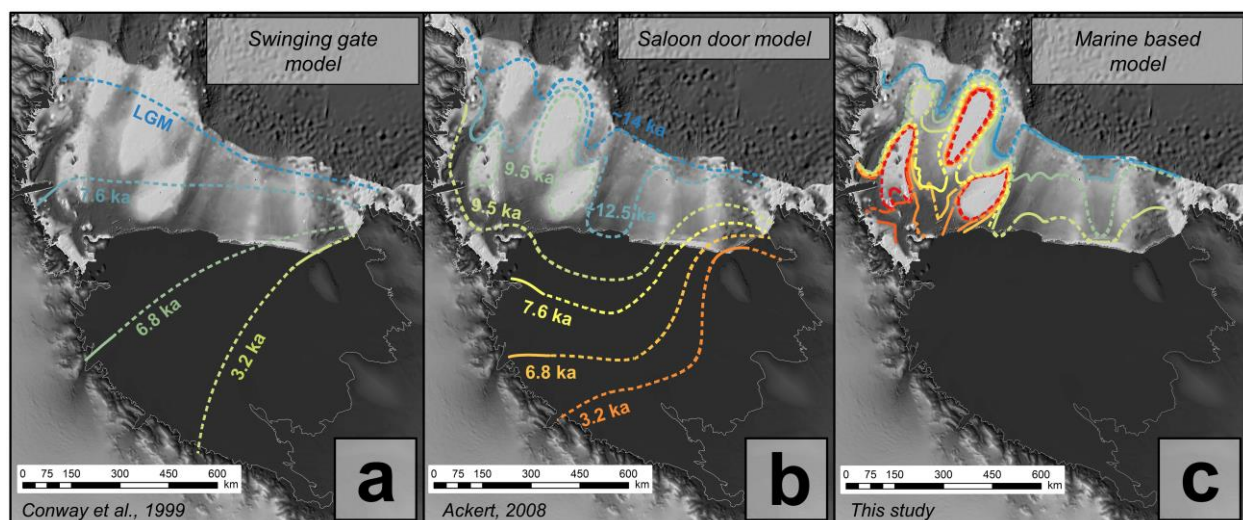 Swinging gate
model
LGM
7.6 ka
6.8 ka
3.2 ka
0 75 150 300 450 600
km
Conway et al., 1999
a
Saloon door model
~14 ka
9.5 ka
~12.5 ka
9.5 ka
7.6 ka
6.8 ka
3.2 ka
0 75 150 300 450 600
km
Ackert, 2008
b
Marine based
model
0 75 150 300 450 600
km
This study
c